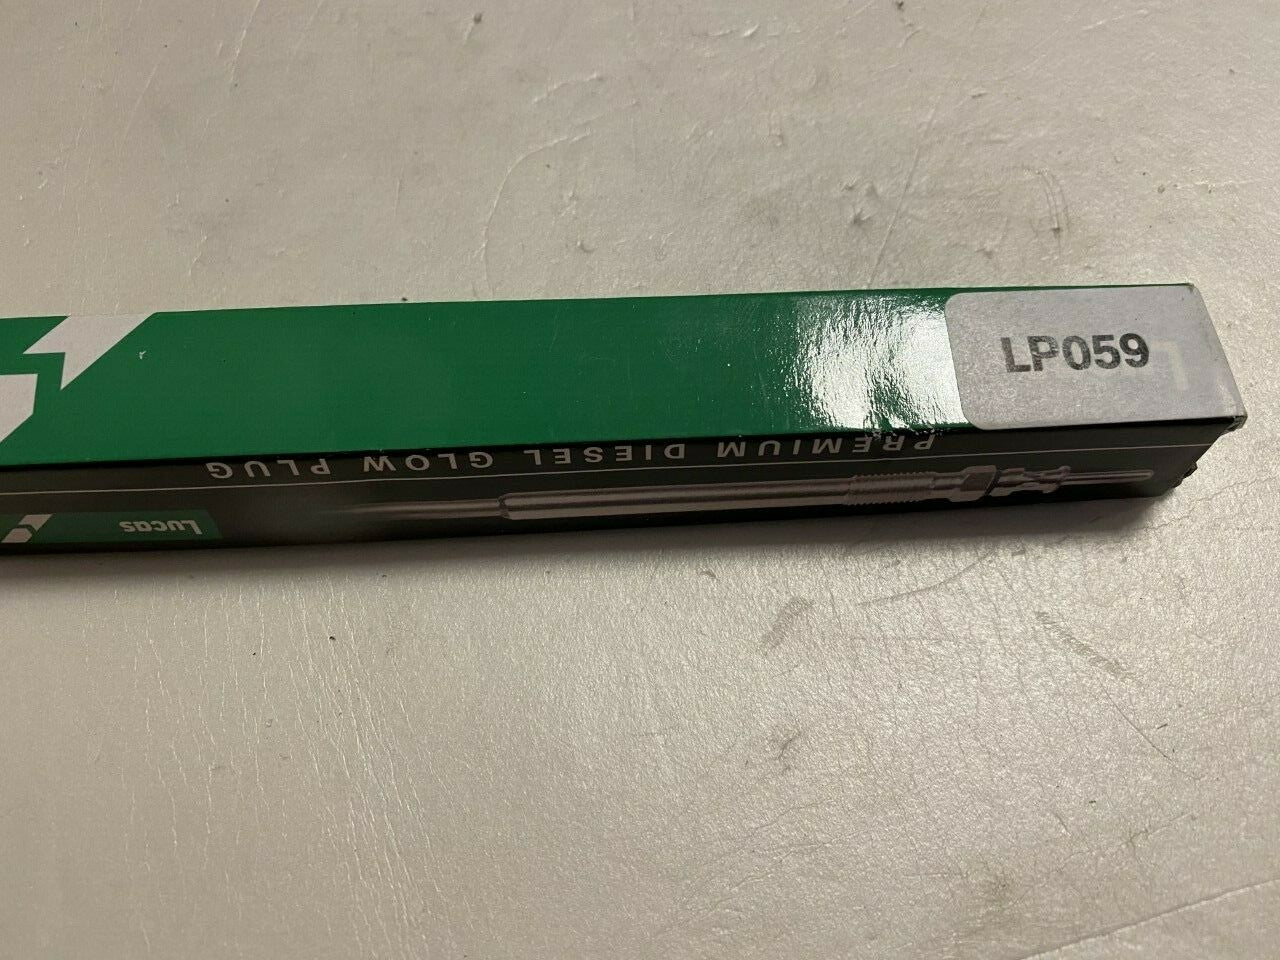 LP059
PREMIUM DIESEL GLOW PLUG
Lucas